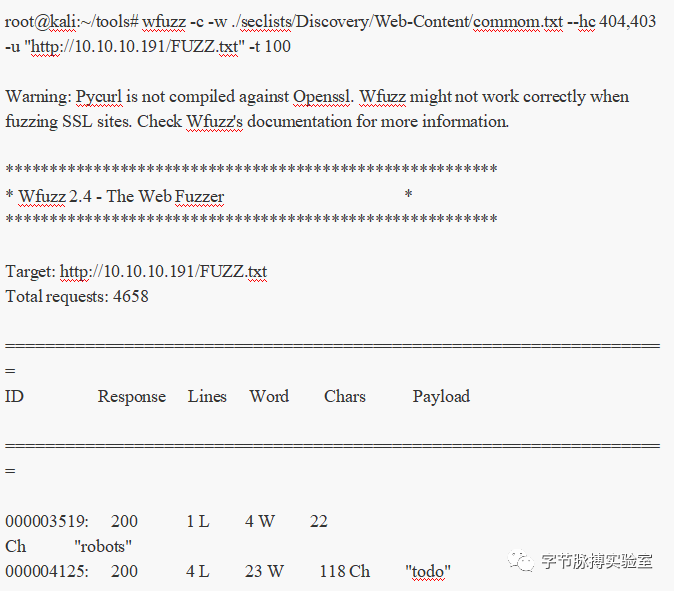 root@kali:~/tools# wfuzz -c -w ./seclists/Discovery/Web-Content/commom.txt --hc 404,403
-u "http://10.10.10.191/FUZZ.txt" -t 100
Warning: Pycurl is not compiled against Openssl. Wfuzz might not work correctly when
fuzzing SSL sites. Check Wfuzz's documentation for more information.
********************************************************
* Wfuzz 2.4 - The Web Fuzzer *
********************************************************
Target: http://10.10.10.191/FUZZ.txt
Total requests: 4658
===================================================================
=
ID Response Lines Word Chars Payload
===================================================================
=
000003519: 200 1 L 4 W 22
Ch "robots"
000004125: 200 4 L 23 W 118 Ch "todo"
字节脉搏实验室